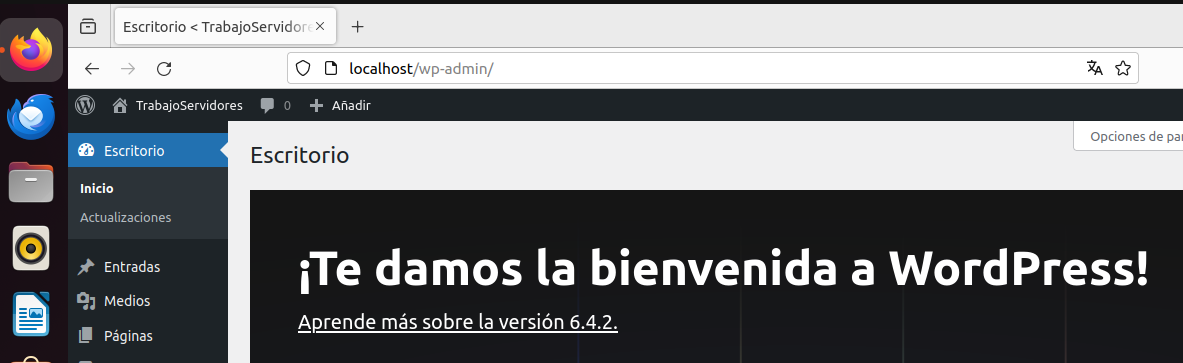 Escritorio < TrabajoServidore
localhost/wp-admin/
TrabajoServidores 0 Añadir
Escritorio
Inicio
Actualizaciones
Entradas
Medios
Páginas
Opciones de pa
Escritorio
¡Te damos la bienvenida a WordPress!
Aprende más sobre la versión 6.4.2.